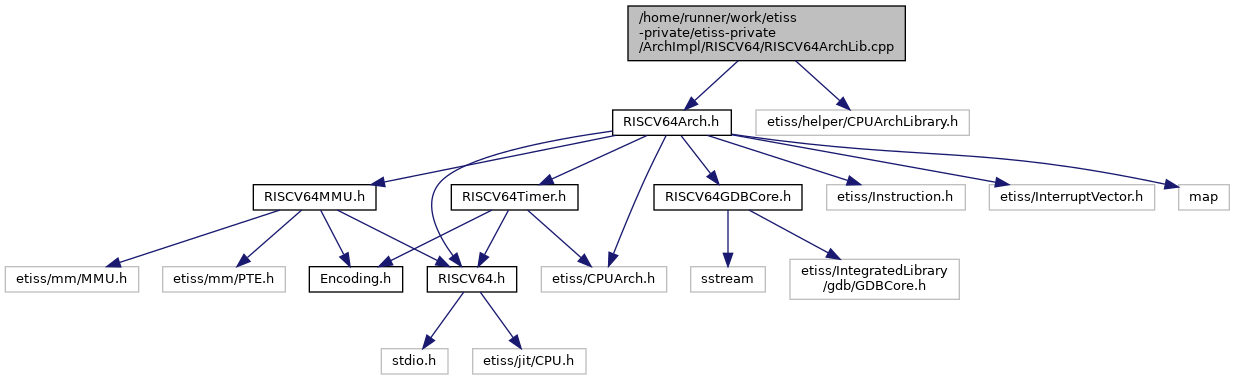 /home/runner/work/etiss
-private/etiss-private
/ArchImpl/RISCV64/RISCV64ArchLib.cpp
RISCV64Arch.h
etiss/helper/CPUArchLibrary.h
RISCV64MMU.h
RISCV64Timer.h
RISCV64GDBCore.h
etiss/Instruction.h
etiss/InterruptVector.h
map
etiss/mm/MMU.h
etiss/mm/PTE.h
Encoding.h
RISCV64.h
etiss/CPUArch.h
sstream
etiss/IntegratedLibrary
/gdb/GDBCore.h
stdio.h
etiss/jit/CPU.h